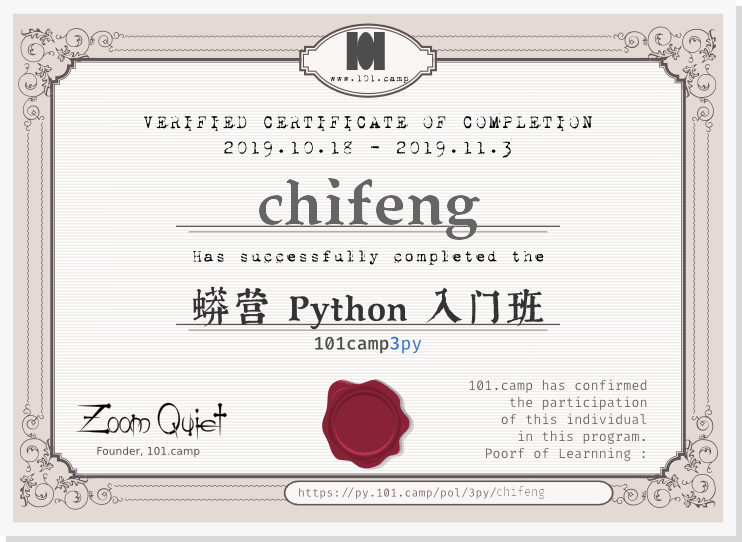 101
www.101.camp
VERIFIED CERTIFICATE OF COMPLETION
2019.10.18 - 2019.11.3
chifeng
Has successfully completed the
蟒营 Python 入门班
101camp3py
Zoom Quiet
Founder, 101.camp
101.camp has confirmed
the participation
of this individual
in this program.
Poorf of Learnning :
https://py.101.camp/pol/3py/chifeng